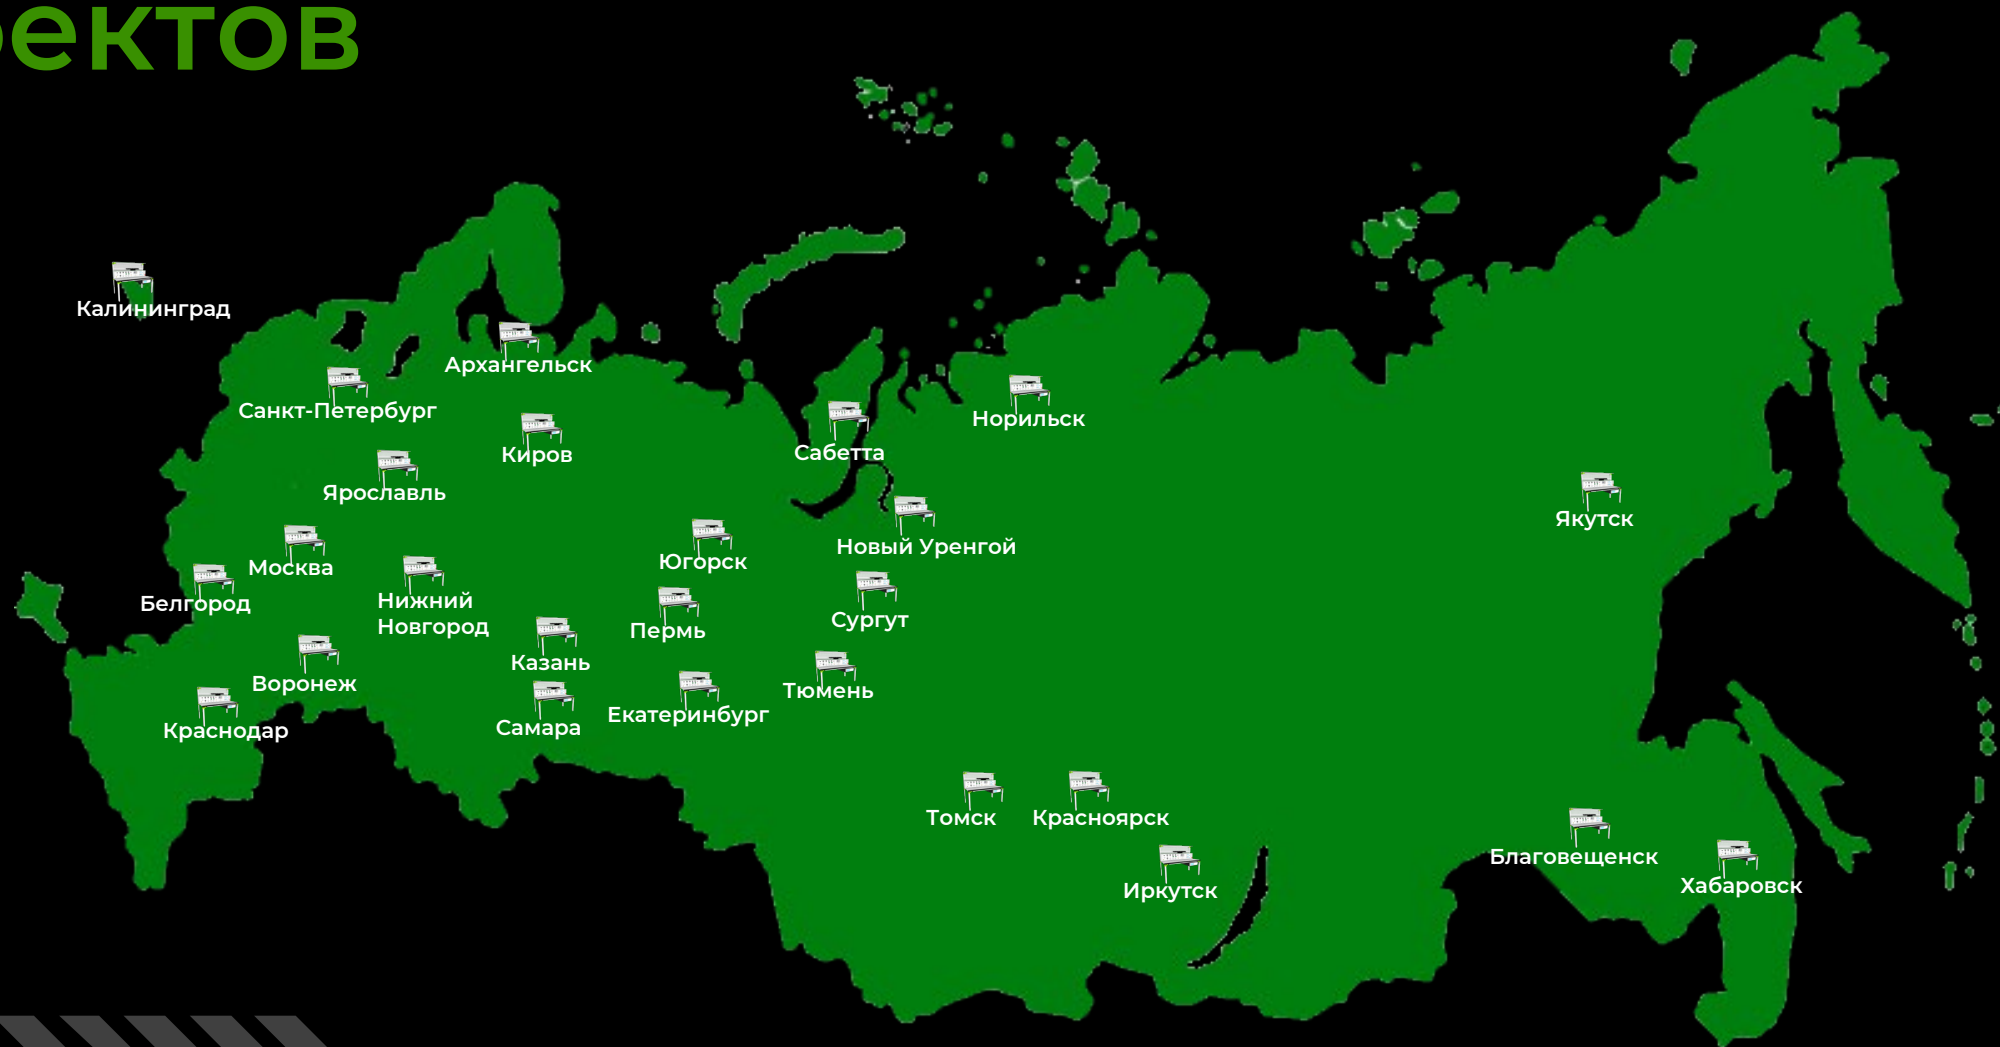 ектов
Калининград
Архангельск
Санкт-Петербург
Норильск
Киров
Сабетта
Ярославль
Якутск
Новый Уренгой
Югорск
Москва
Белгород
Нижний
Новгород
Сургут
Пермь
Казань
Воронеж
Тюмень
Екатеринбург
Самара
Краснодар
Томск
Красноярск
Благовещенск
Хабаровск
Иркутск